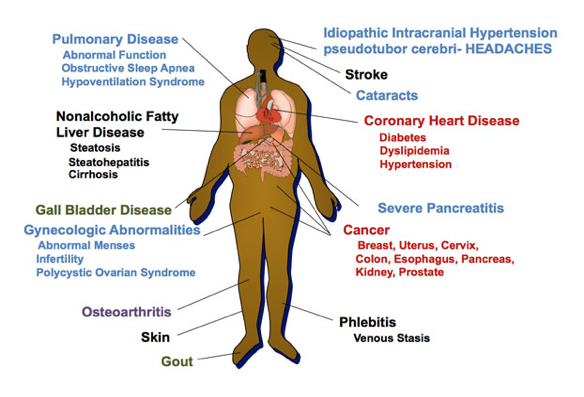 Pulmonary Disease
Abnormal Function
Obstructive Sleep Apnea
Hypoventilation Syndrome
Nonalcoholic Fatty
Liver Disease
Steatosis
Steatohepatitis
Cirrhosis
Gall Bladder Disease
Gynecologic Abnormalities
Abnormal Menses
Infertility
Polycystic Ovarian Syndrome
Osteoarthritis
Skin
Gout
Idiopathic Intracranial Hypertension
pseudotubor cerebri- HEADACHES
Stroke
Cataracts
Coronary Heart Disease
Diabetes
Dyslipidemia
Hypertension
Severe Pancreatitis
Cancer
Breast, Uterus, Cervix,
Colon, Esophagus, Pancreas,
Kidney, Prostate
Phlebitis
Venous Stasis